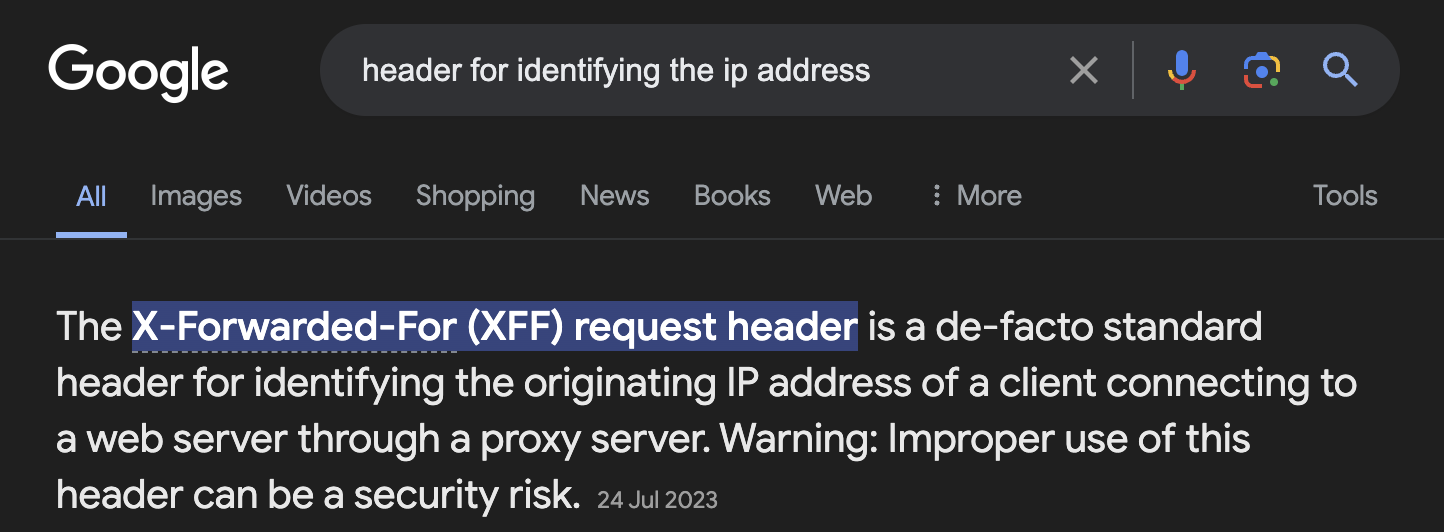 Google
header for identifying the ip address
All Images Videos Shopping News Books Web More Tools
The X-Forwarded-For (XFF) request header is a de-facto standard
header for identifying the originating IP address of a client connecting to
a web server through a proxy server. Warning: Improper use of this
header can be a security risk. 24 Jul 2023